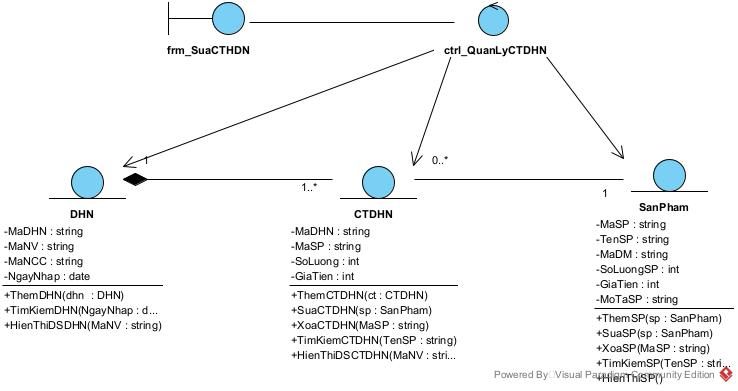 frm_SuaCTHDN
ctrl_QuanLyCTDHN
1
1..*
0..*
1
DHN
-MaDHN : string
-MaNV : string
-MaNCC : string
-NgayNhap : date
+ThemDHN(dhn : DHN)
+TimKiemDHN(NgayNhap : d...
+HienThiDSDHN(MaNV : string)
CTDHN
-MaDHN : string
-MaSP : string
-SoLuong : int
-GiaTien : int
+ThemCTDHN(ct : CTDHN)
+SuaCTDHN(sp : SanPham)
+XoaCTDHN(MaSP : string)
+TimKiemCTDHN(TenSP : string)
+HienThiDSCTDHN(MaNV : stri...
SanPham
-MaSP : string
-TenSP : string
-MaDM : string
-SoLuongSP : int
-GiaTien : int
-MoTaSP : string
+ThemSP(sp : SanPham)
+SuaSP(sp : SanPham)
+XoaSP(MaSP : string)
+TimKiemSP(TenSP : stri...
+HienThiSP()
Powered By Visual Paradigm Community Edition